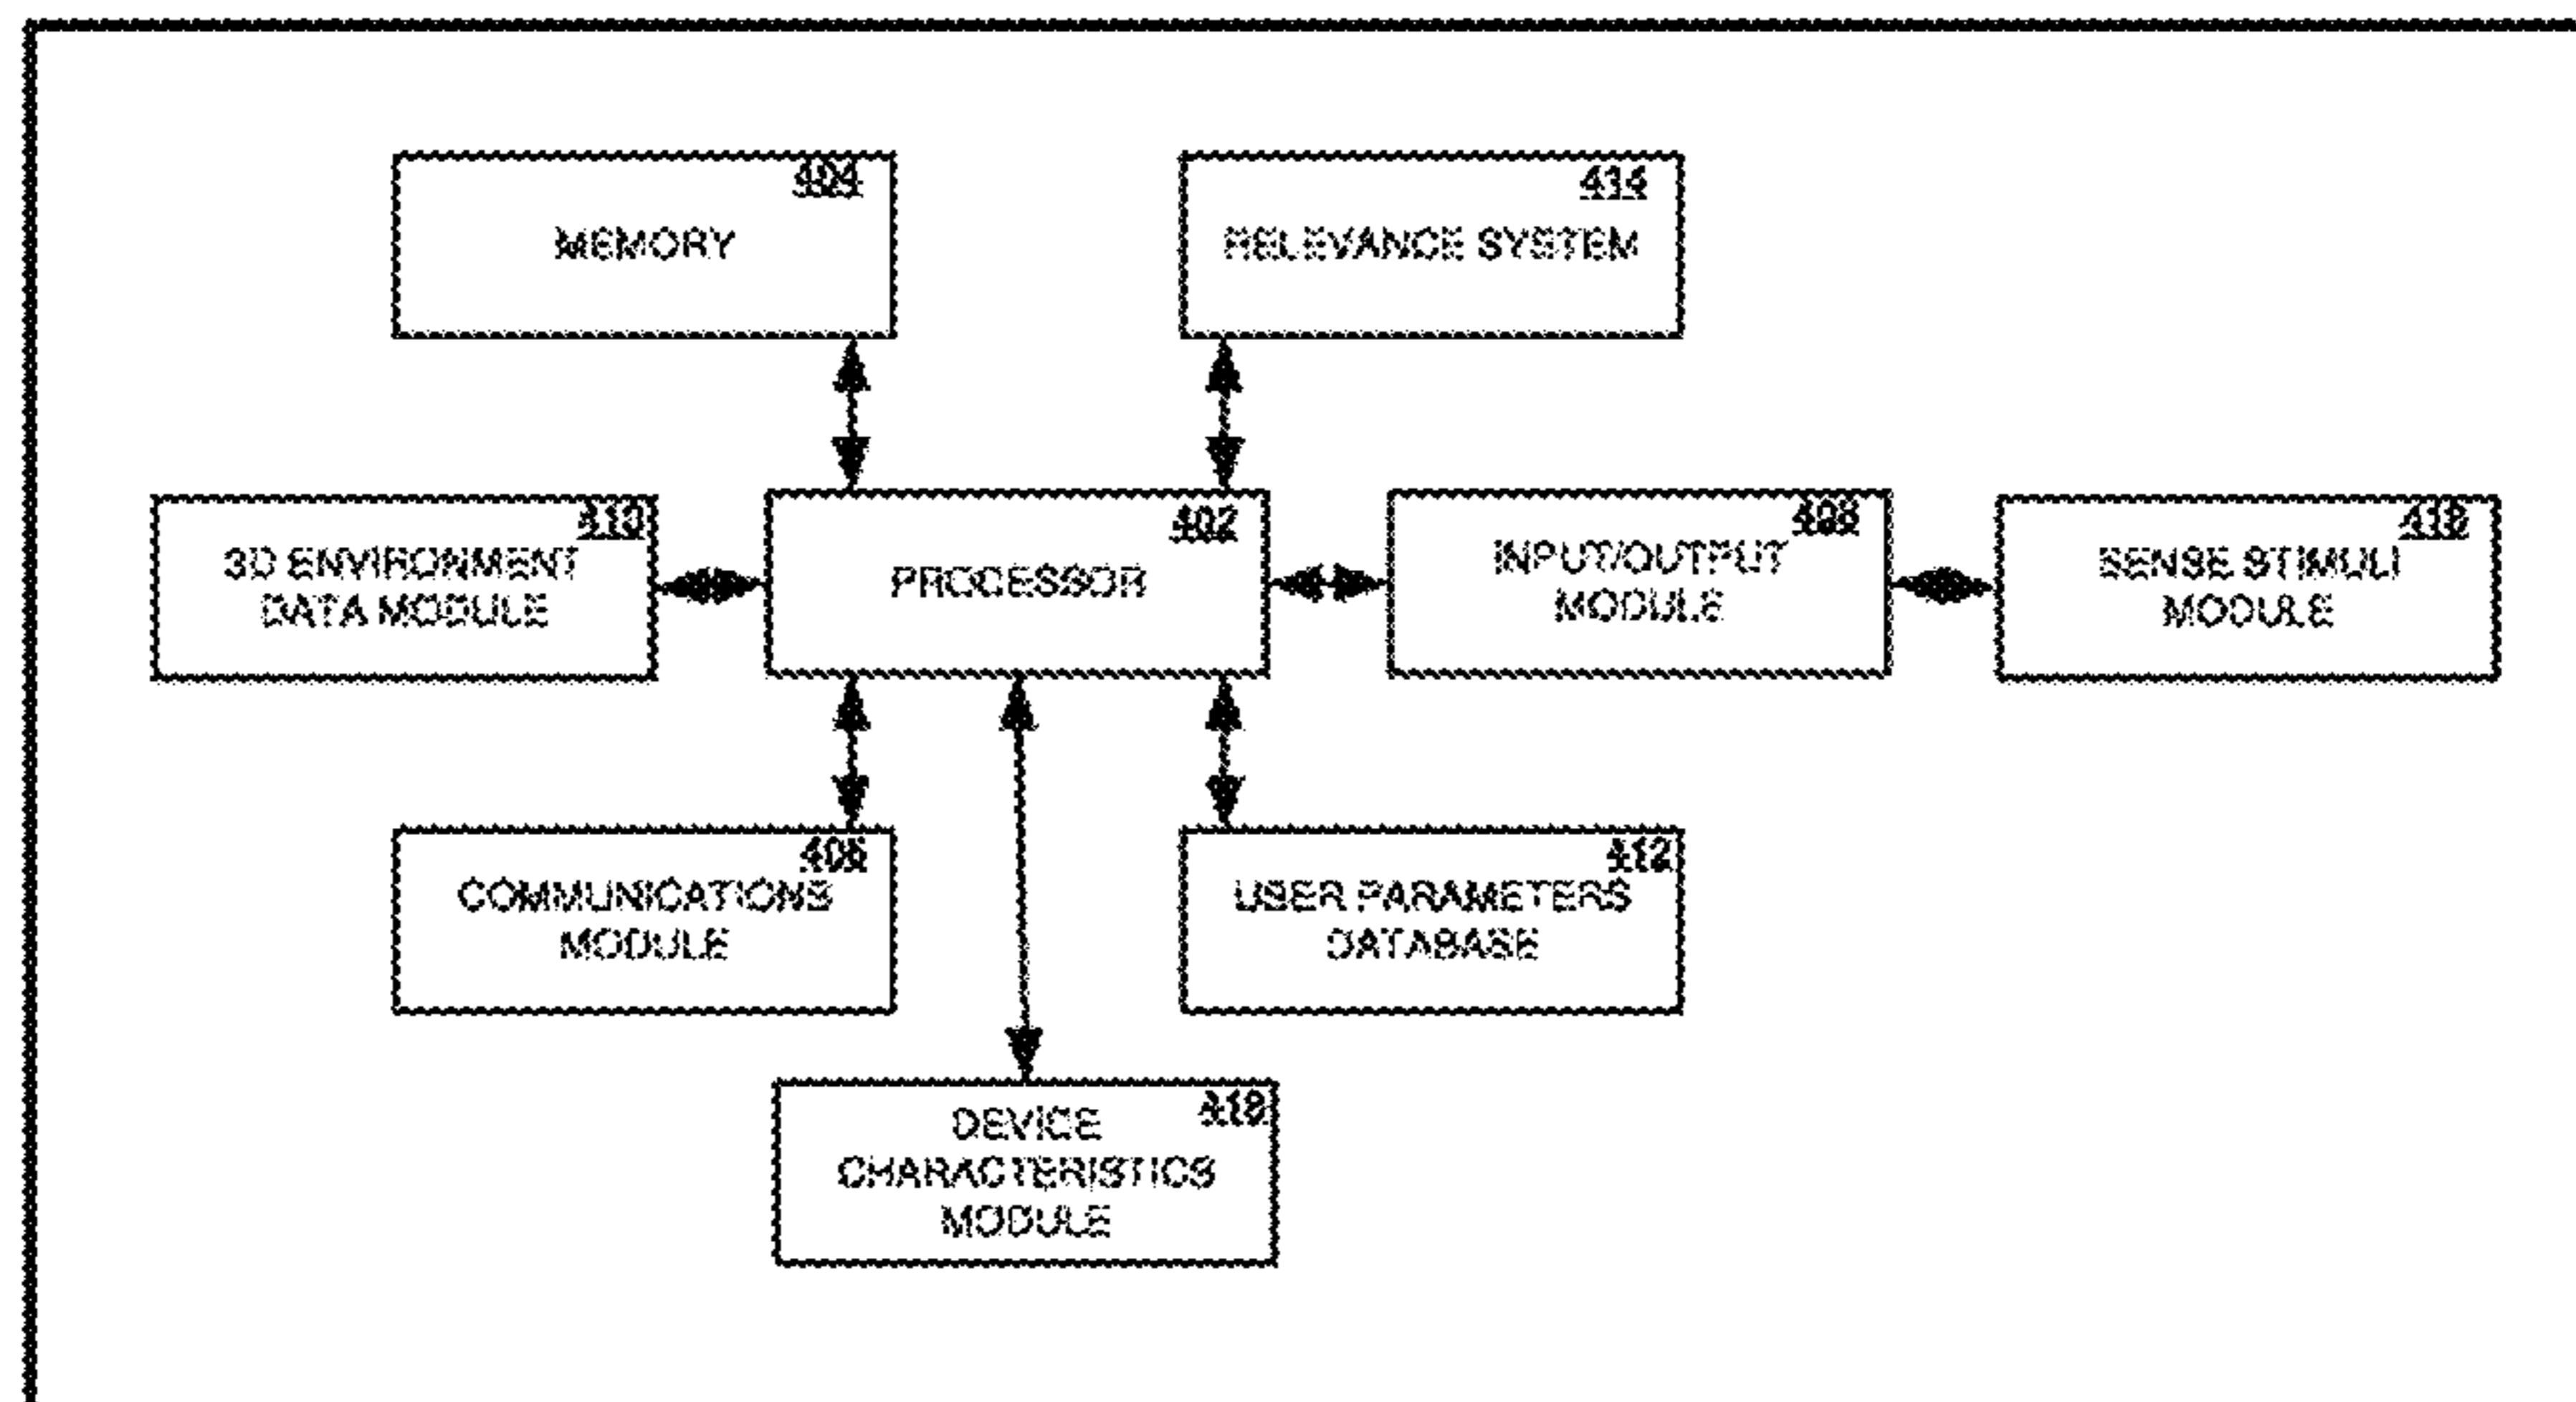 404
MEMORY
414
RELEVANCE SYSTEM
410
3D ENVIRONMENT
DATA MODULE
402
PROCESSOR
408
INPUT/OUTPUT
MODULE
SENSE STIMULI
MODULE
406
COMMUNICATIONS
MODULE
412
USER PARAMETERS
DATABASE
DEVICE
CHARACTERISTICS
MODULE